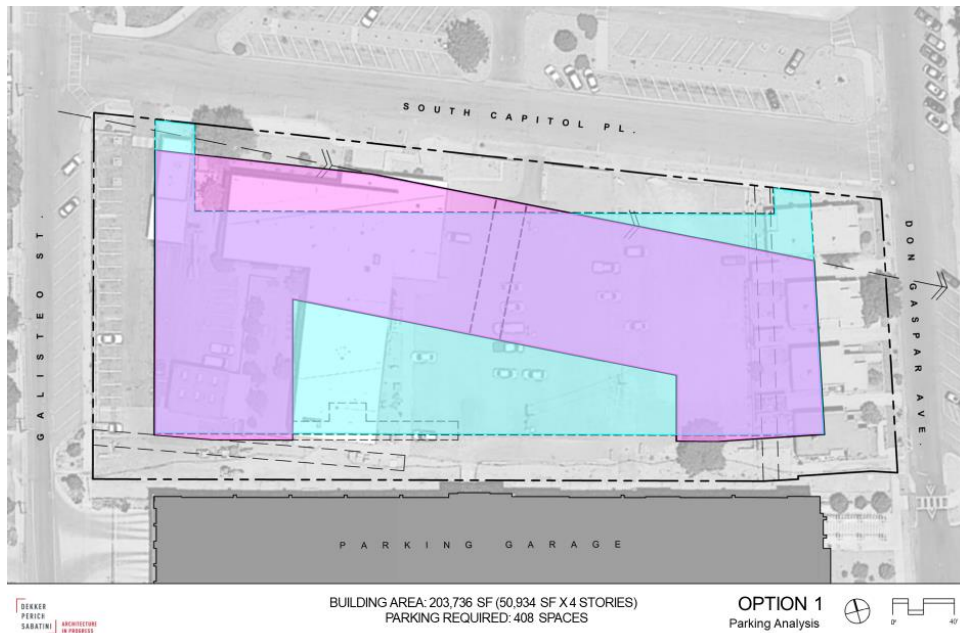 SOUTH CAPITOL PL.
GALISTEO ST.
DON GASPAR AVE.
PARKING GARAGE
DEKKER
PERICH
SABATINI
ARCHITECTURE
IN PROGRESS
BUILDING AREA: 203,736 SF (50,934 SF X 4 STORIES)
PARKING REQUIRED: 408 SPACES
OPTION 1
Parking Analysis
0'
40'